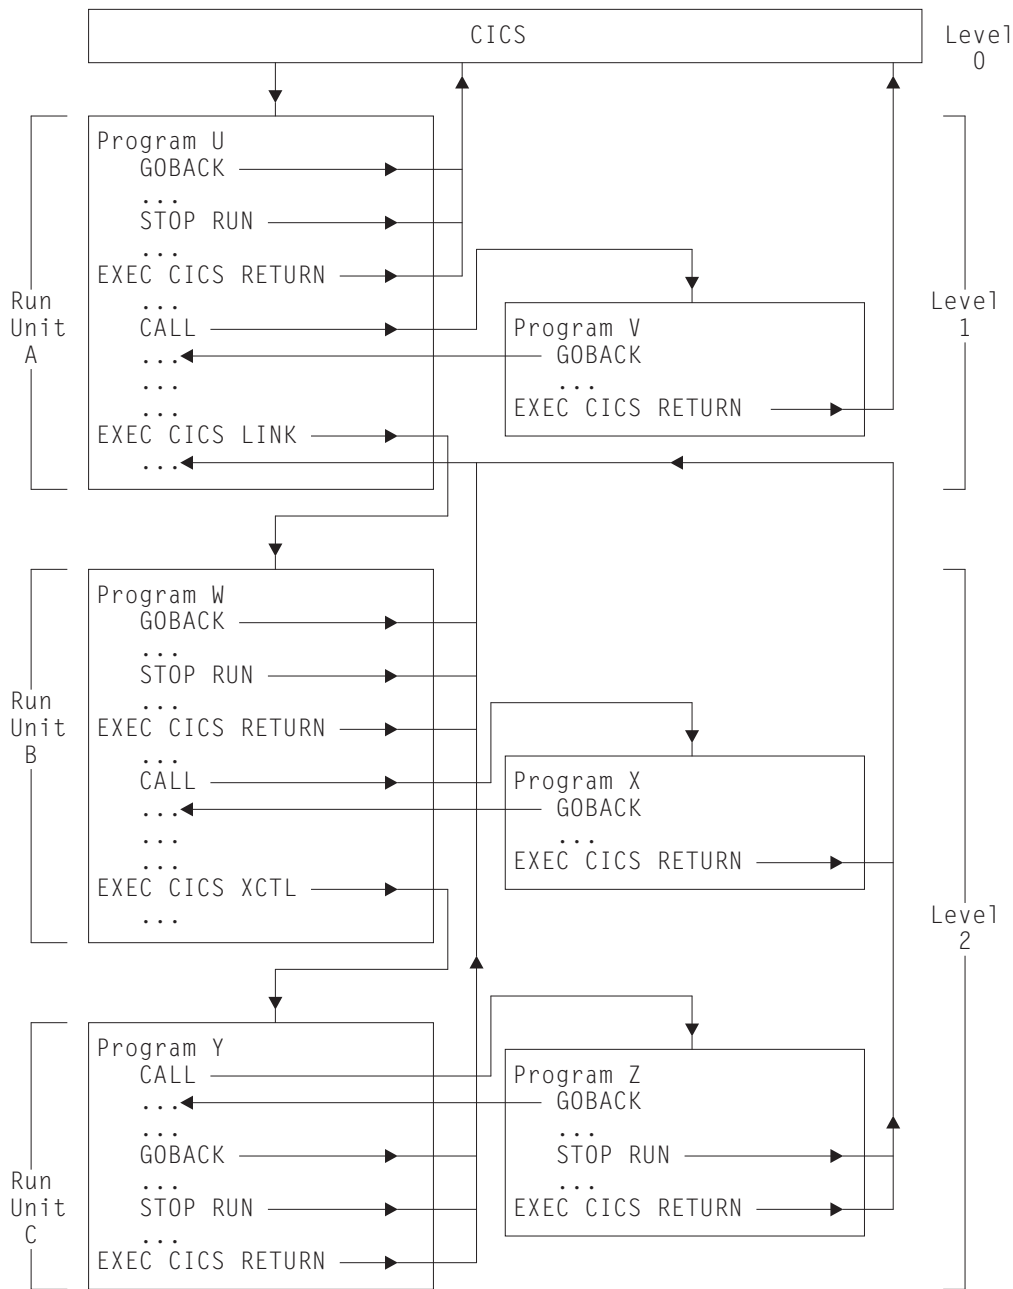 CICS
Level
0
Program U
GOBACK
...
STOP RUN
...
EXEC CICS RETURN
...
CALL
...
...
...
EXEC CICS LINK
...
Run
Unit
A
Program V
GOBACK
...
EXEC CICS RETURN
Level
1
Program W
GOBACK
...
STOP RUN
...
EXEC CICS RETURN
...
CALL
...
...
...
EXEC CICS XCTL
...
Run
Unit
B
Program X
GOBACK
...
EXEC CICS RETURN
Level
2
Program Y
CALL
...
...
GOBACK
...
STOP RUN
...
EXEC CICS RETURN
Run
Unit
C
Program Z
GOBACK
...
STOP RUN
...
EXEC CICS RETURN